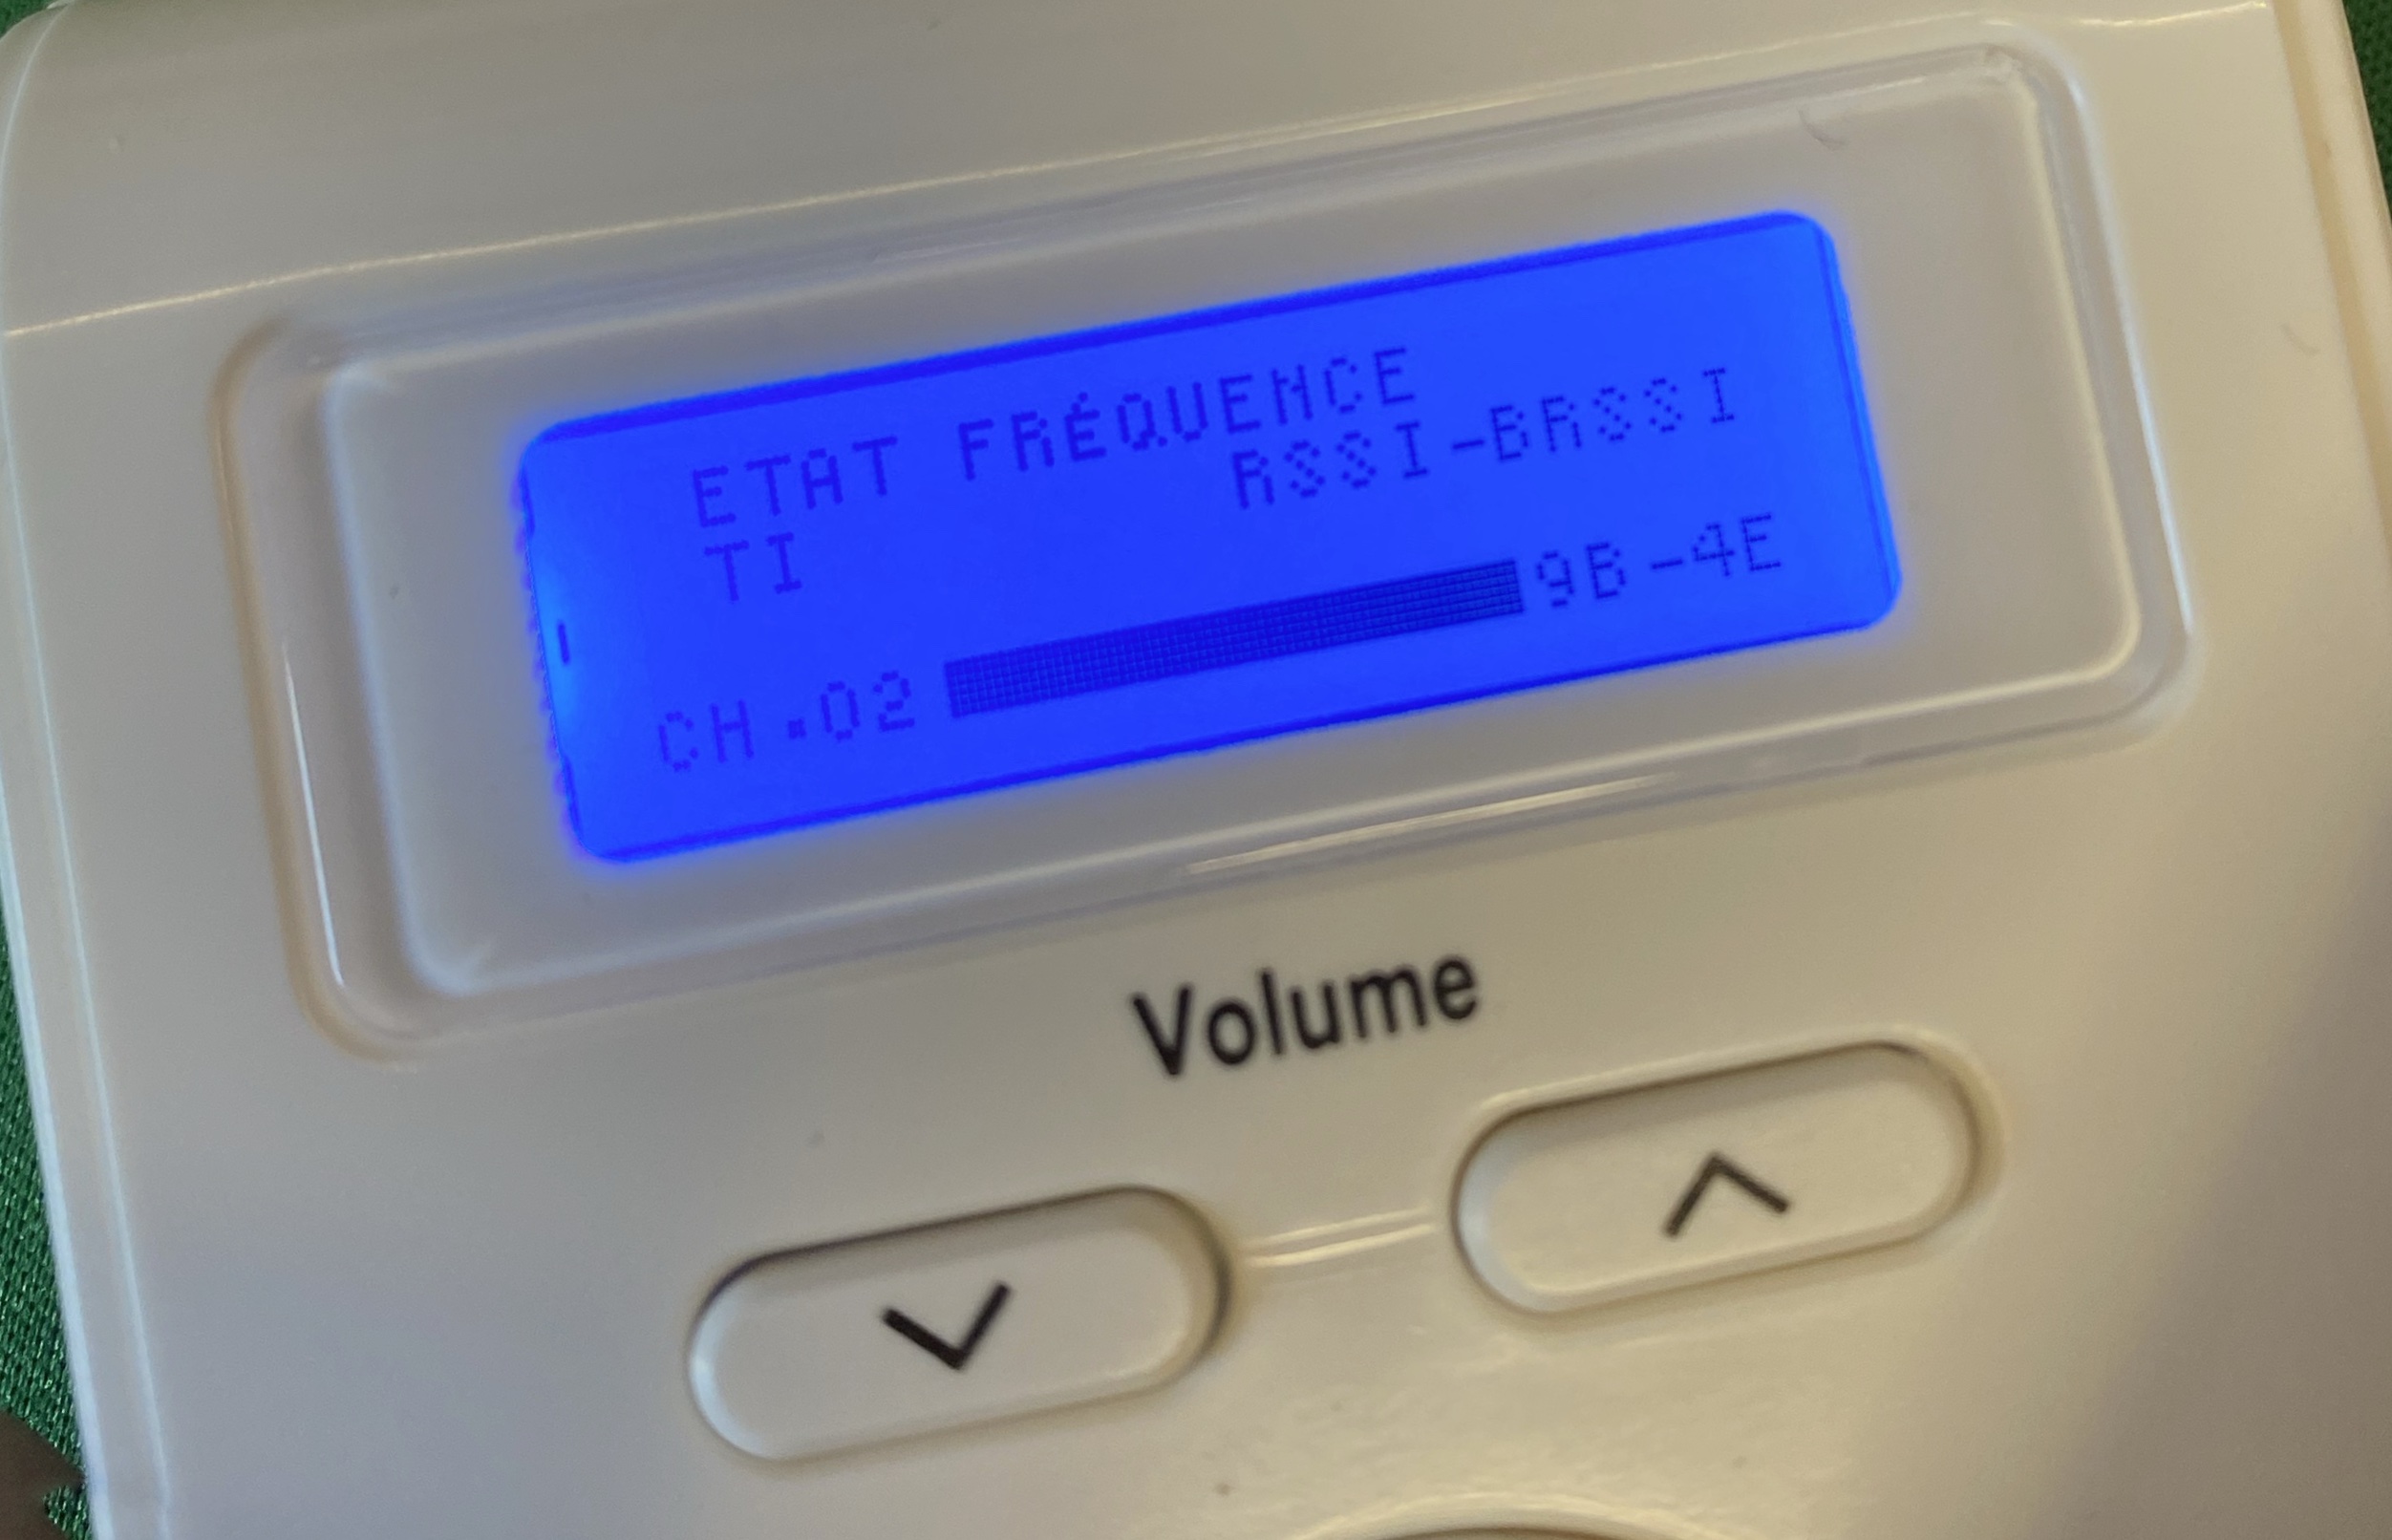 ETAT FRÉQUENCE
TI RSSI-BRSSI
CH.02 9B-4E
Volume